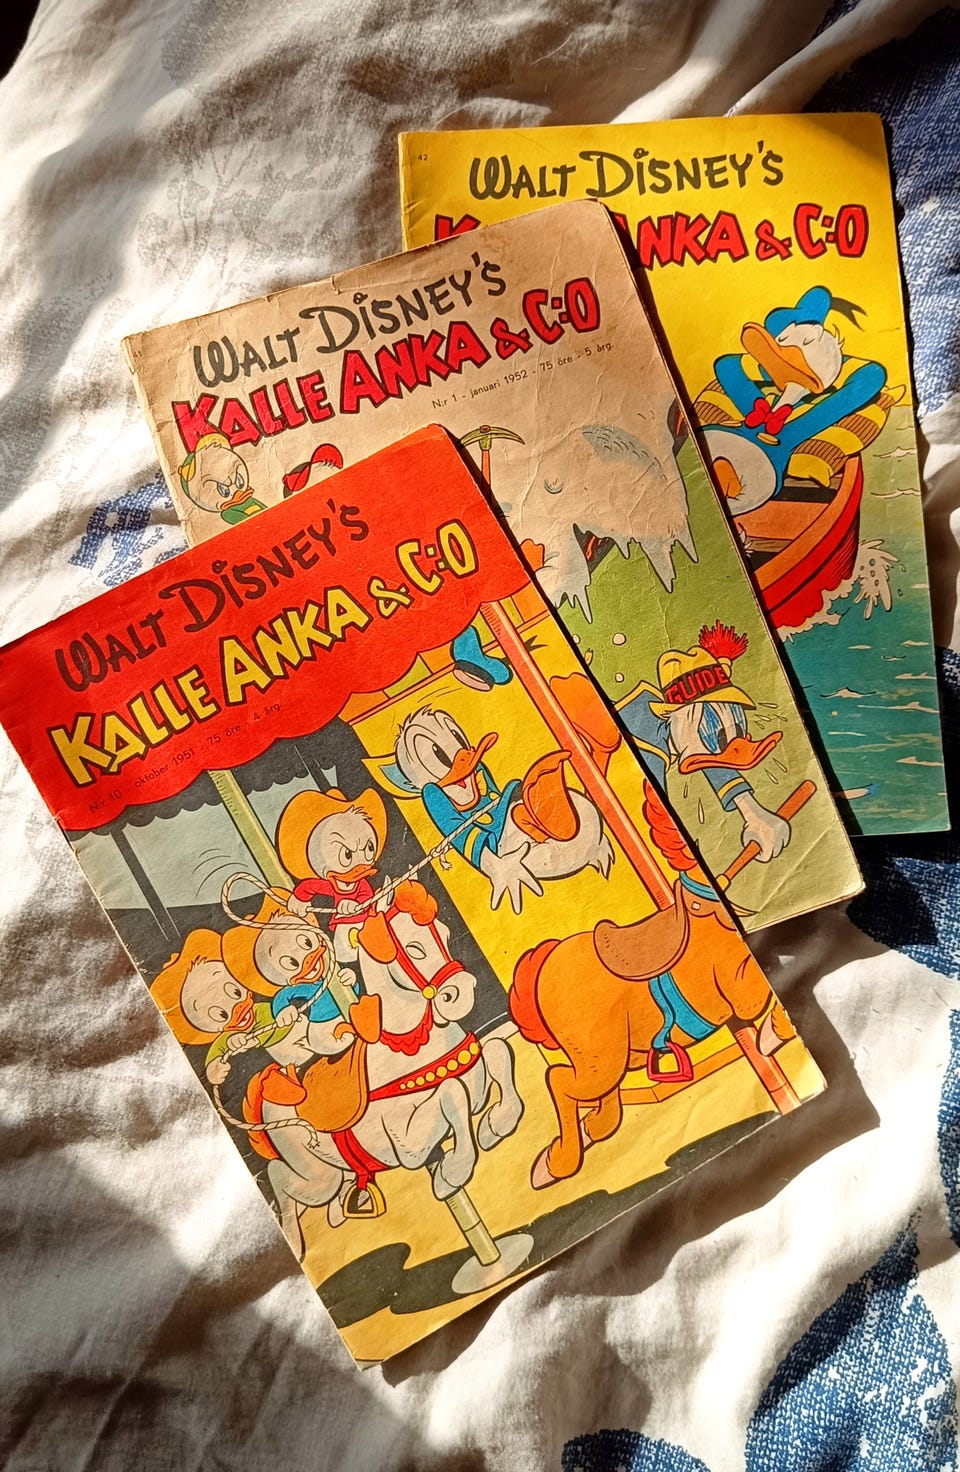 42
WALT DISNEY'S
K ANKA & C:O
41
WALT DISNEY'S
KALLE ANKA & C:O
N:r 1 - januari 1952 - 75 öre - 5 årg.
GUIDE
WALT DISNEY'S
KALLE ANKA & C:O
N:r 10 - oktober 1951 - 75 öre - 4 årg